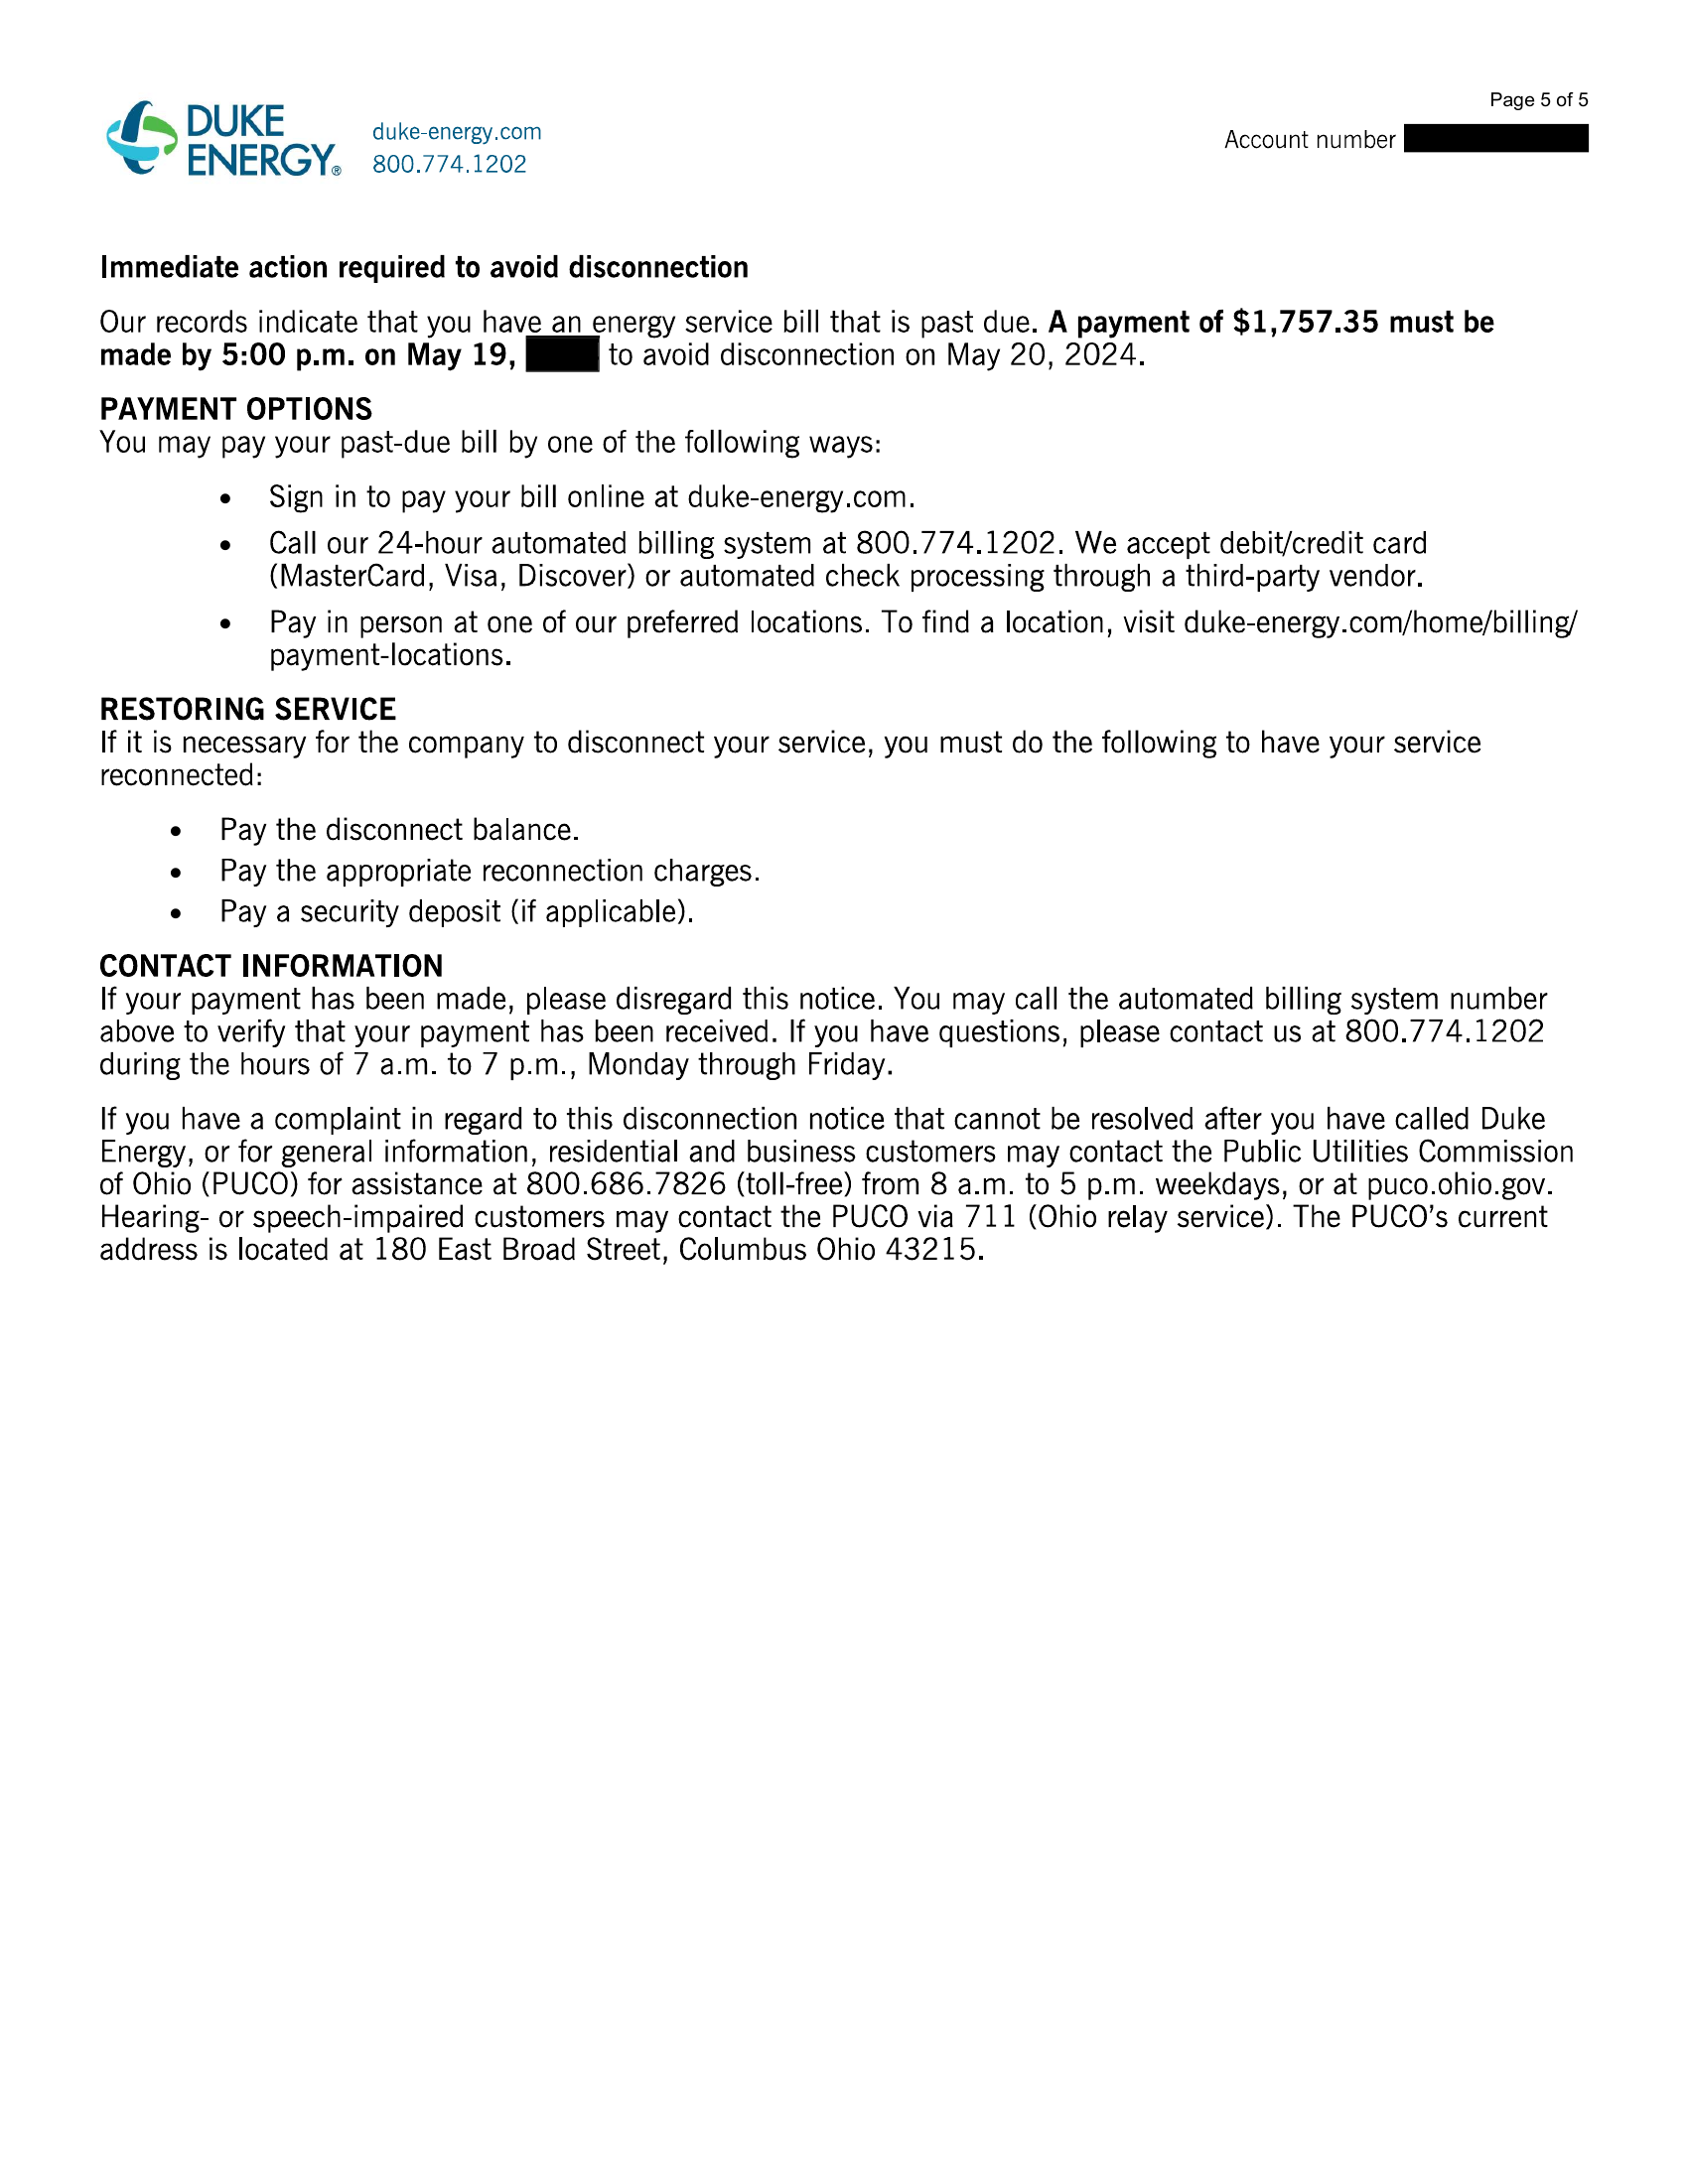 Page 5 of 5
DUKE
ENERGY®
duke-energy.com
800.774.1202
Account number
Immediate action required to avoid disconnection
Our records indicate that you have an energy service bill that is past due. A payment of $1,757.35 must be
made by 5:00 p.m. on May 19, to avoid disconnection on May 20, 2024.
PAYMENT OPTIONS
You may pay your past-due bill by one of the following ways:
• Sign in to pay your bill online at duke-energy.com.
• Call our 24-hour automated billing system at 800.774.1202. We accept debit/credit card
(MasterCard, Visa, Discover) or automated check processing through a third-party vendor.
• Pay in person at one of our preferred locations. To find a location, visit duke-energy.com/home/billing/
payment-locations.
RESTORING SERVICE
If it is necessary for the company to disconnect your service, you must do the following to have your service
reconnected:
• Pay the disconnect balance.
• Pay the appropriate reconnection charges.
• Pay a security deposit (if applicable).
CONTACT INFORMATION
If your payment has been made, please disregard this notice. You may call the automated billing system number
above to verify that your payment has been received. If you have questions, please contact us at 800.774.1202
during the hours of 7 a.m. to 7 p.m., Monday through Friday.
If you have a complaint in regard to this disconnection notice that cannot be resolved after you have called Duke
Energy, or for general information, residential and business customers may contact the Public Utilities Commission
of Ohio (PUCO) for assistance at 800.686.7826 (toll-free) from 8 a.m. to 5 p.m. weekdays, or at puco.ohio.gov.
Hearing- or speech-impaired customers may contact the PUCO via 711 (Ohio relay service). The PUCO’s current
address is located at 180 East Broad Street, Columbus Ohio 43215.